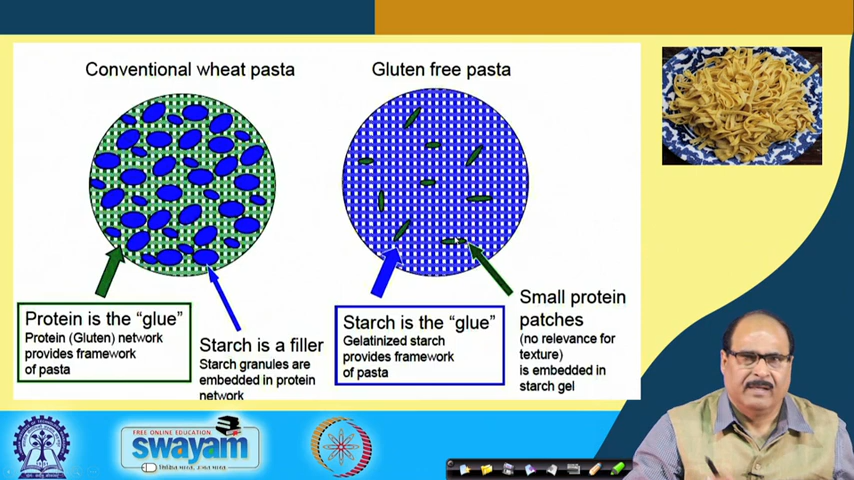 Conventional wheat pasta
Gluten free pasta
Protein is the “glue”
Protein (Gluten) network
provides framework
of pasta
Starch is a filler
Starch granules are
embedded in protein
network
Starch is the “glue”
Gelatinized starch
provides framework
of pasta
Small protein
patches
(no relevance for
texture)
is embedded in
starch gel
FREE ONLINE EDUCATION
swayam